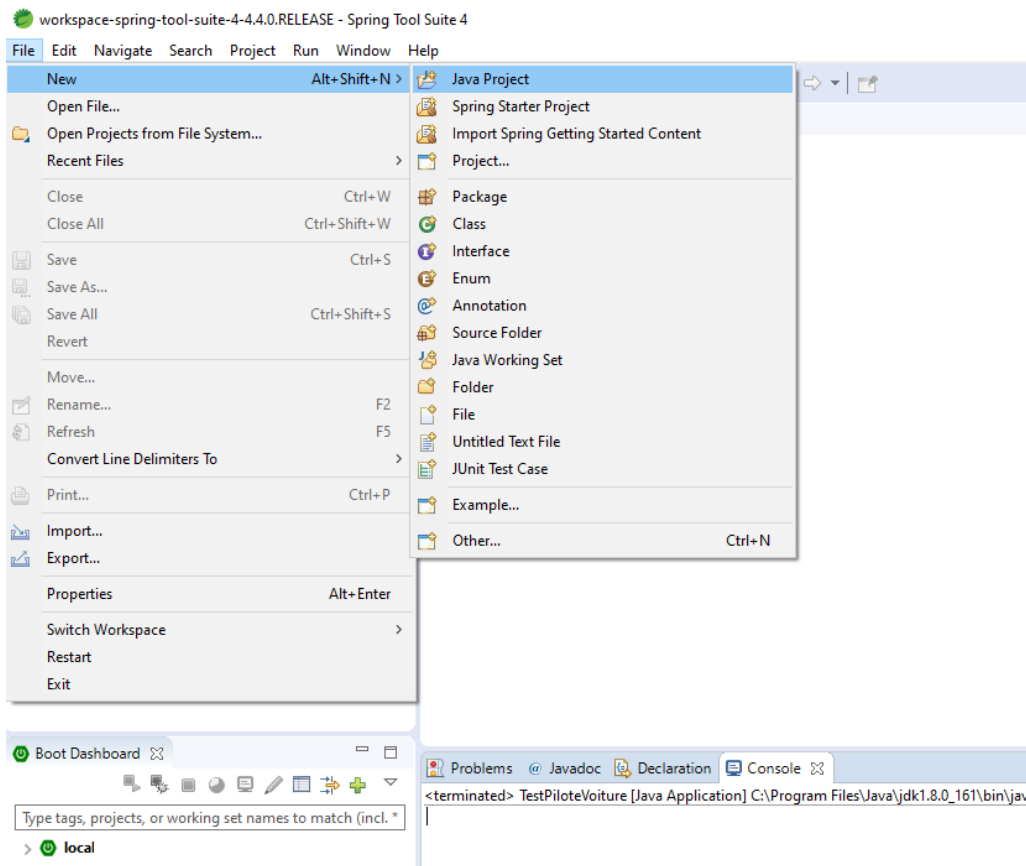 workspace-spring-tool-suite-4-4.4.0.RELEASE - Spring Tool Suite 4
File Edit Navigate Search Project Run Window Help
New Alt+Shift+N >
Open File...
Open Projects from File System...
Recent Files >
Close Ctrl+W
Close All Ctrl+Shift+W
Save Ctrl+S
Save As...
Save All Ctrl+Shift+S
Revert
Move...
Rename... F2
Refresh F5
Convert Line Delimiters To >
Print... Ctrl+P
Import...
Export...
Properties Alt+Enter
Switch Workspace >
Restart
Exit
Java Project
Spring Starter Project
Import Spring Getting Started Content
Project...
Package
Class
Interface
Enum
Annotation
Source Folder
Java Working Set
Folder
File
Untitled Text File
JUnit Test Case
Example...
Other... Ctrl+N
Boot Dashboard
Type tags, projects, or working set names to match (incl. *
> local
Problems @ Javadoc Declaration Console
<terminated> TestPiloteVoiture [Java Application] C:\Program Files\Java\jdk1.8.0_161\bin\jav